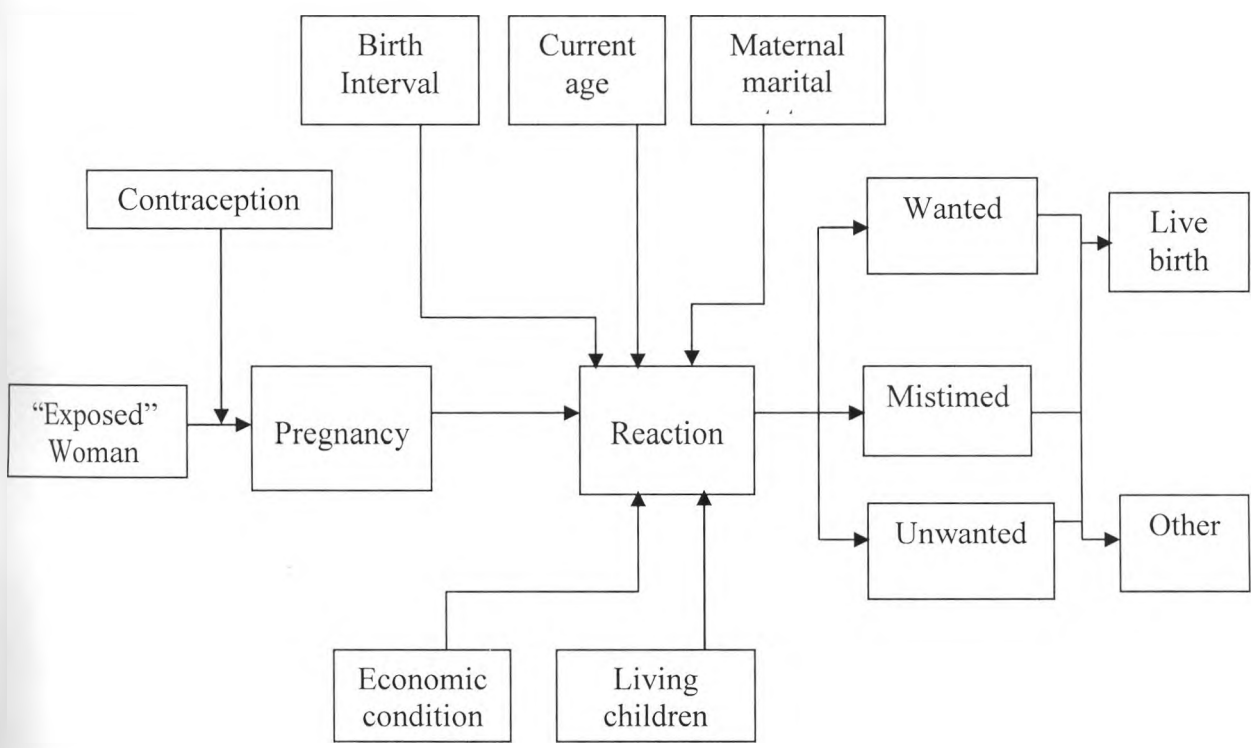 Birth
Interval
Current
age
Maternal
marital
Contraception
Wanted
Live
birth
“Exposed”
Woman
Pregnancy
Reaction
Mistimed
Unwanted
Other
Economic
condition
Living
children